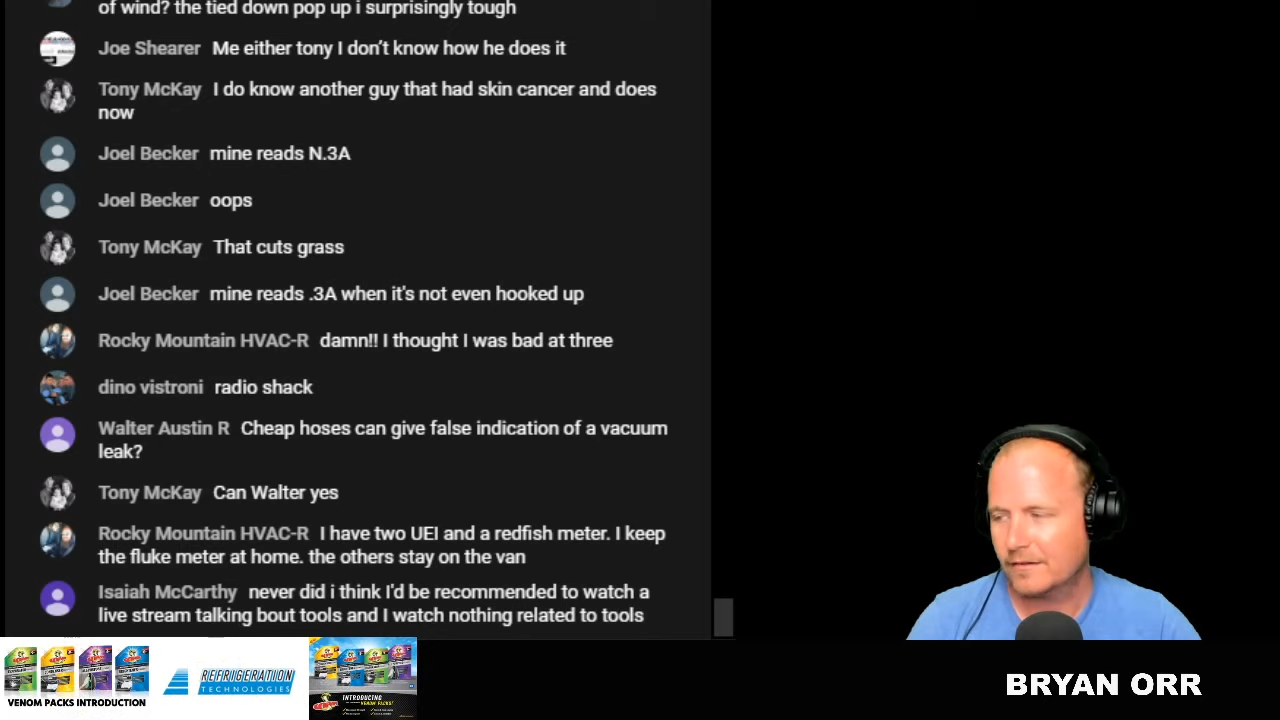 of wind? the tied down pop up i surprisingly tough
Joe Shearer Me either tony I don't know how he does it
Tony McKay I do know another guy that had skin cancer and does
now
Joel Becker mine reads N.3A
Joel Becker oops
Tony McKay That cuts grass
Joel Becker mine reads .3A when it's not even hooked up
Rocky Mountain HVAC-R damn!! I thought I was bad at three
dino vistroni radio shack
Walter Austin R Cheap hoses can give false indication of a vacuum
leak?
Tony McKay Can Walter yes
Rocky Mountain HVAC-R I have two UEI and a redfish meter. I keep
the fluke meter at home. the others stay on the van
Isaiah McCarthy never did i think I'd be recommended to watch a
live stream talking bout tools and I watch nothing related to tools
VENOM PACKS INTRODUCTION
REFRIGERATION
TECHNOLOGIES
INTRODUCING
VENOM PACKS!
BRYAN ORR